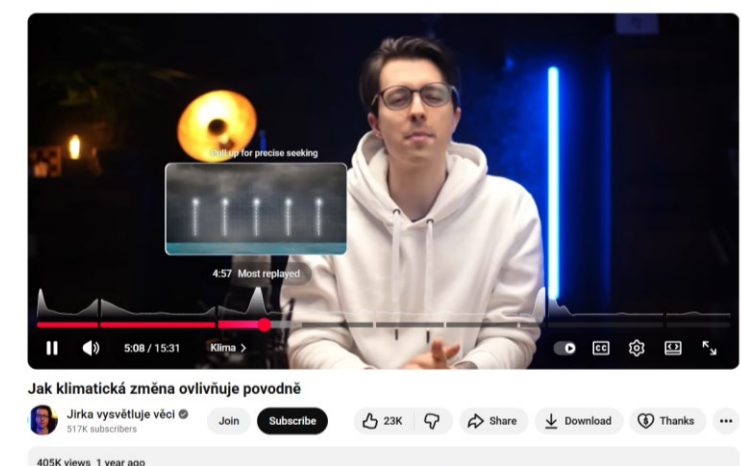 Pull up for precise seeking
4:57 Most replayed
5:08 / 15:31
Klima
CC
Jak klimatická změna ovlivňuje povodně
Jirka vysvětluje věci
517K subscribers
Join
Subscribe
23K
Share
Download
Thanks
405K views 1 year ago